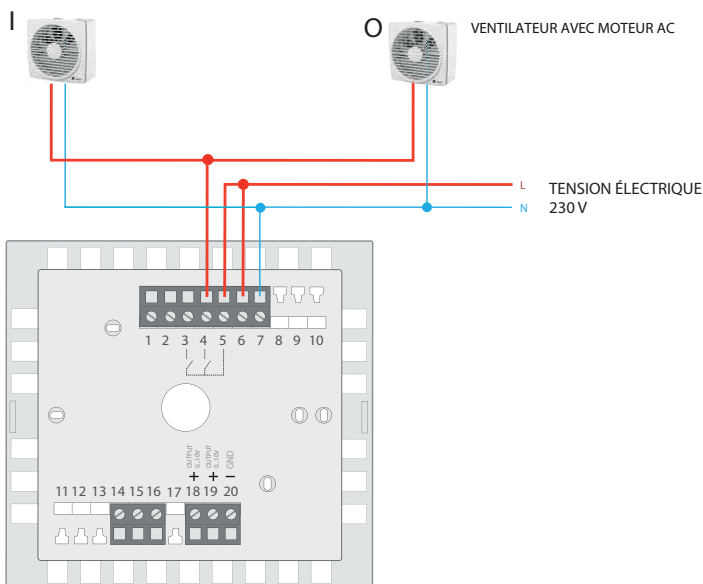 I
O
VENTILATEUR AVEC MOTEUR AC
L
TENSION ÉLECTRIQUE
N
230 V
1 2 3 4 5 6 7 8 9 10
OUTPUT
0...10V
OUTPUT
0...10V
GND
+ + −
11 12 13 14 15 16 17 18 19 20